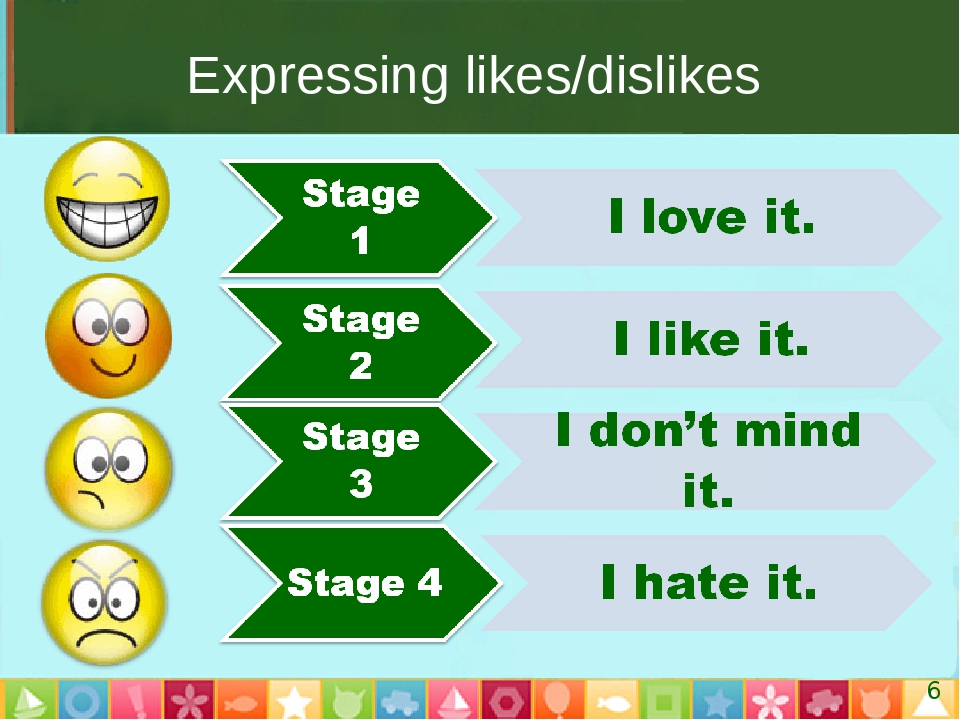 Expressing likes/dislikes
Stage
1
I love it.
Stage
2
I like it.
Stage
3
I don’t mind
it.
Stage 4
I hate it.
6